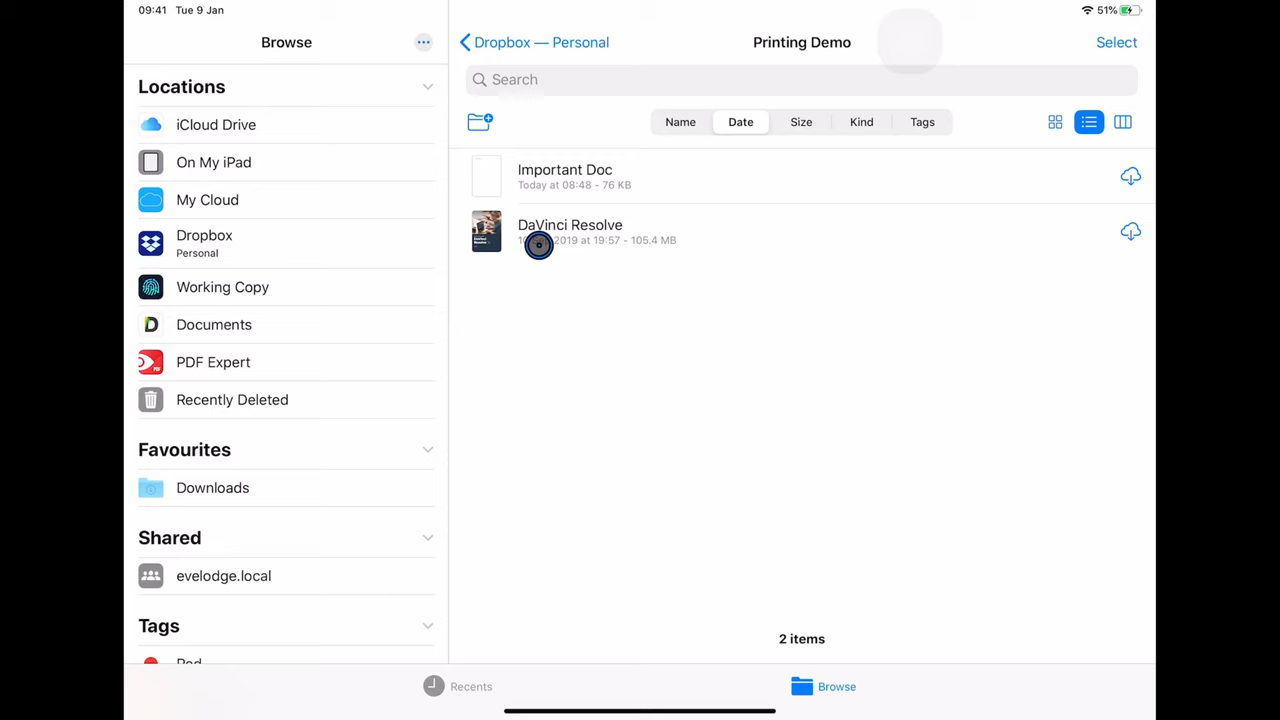 09:41 Tue 9 Jan
51%
Browse
Locations
iCloud Drive
On My iPad
My Cloud
Dropbox
Personal
Working Copy
Documents
PDF Expert
Recently Deleted
Favourites
Downloads
Shared
evelodge.local
Tags
Dropbox — Personal
Printing Demo
Select
Search
Name Date Size Kind Tags
Important Doc
Today at 08:48 - 76 KB
DaVinci Resolve
2019 at 19:57 - 105.4 MB
2 items
Recents
Browse